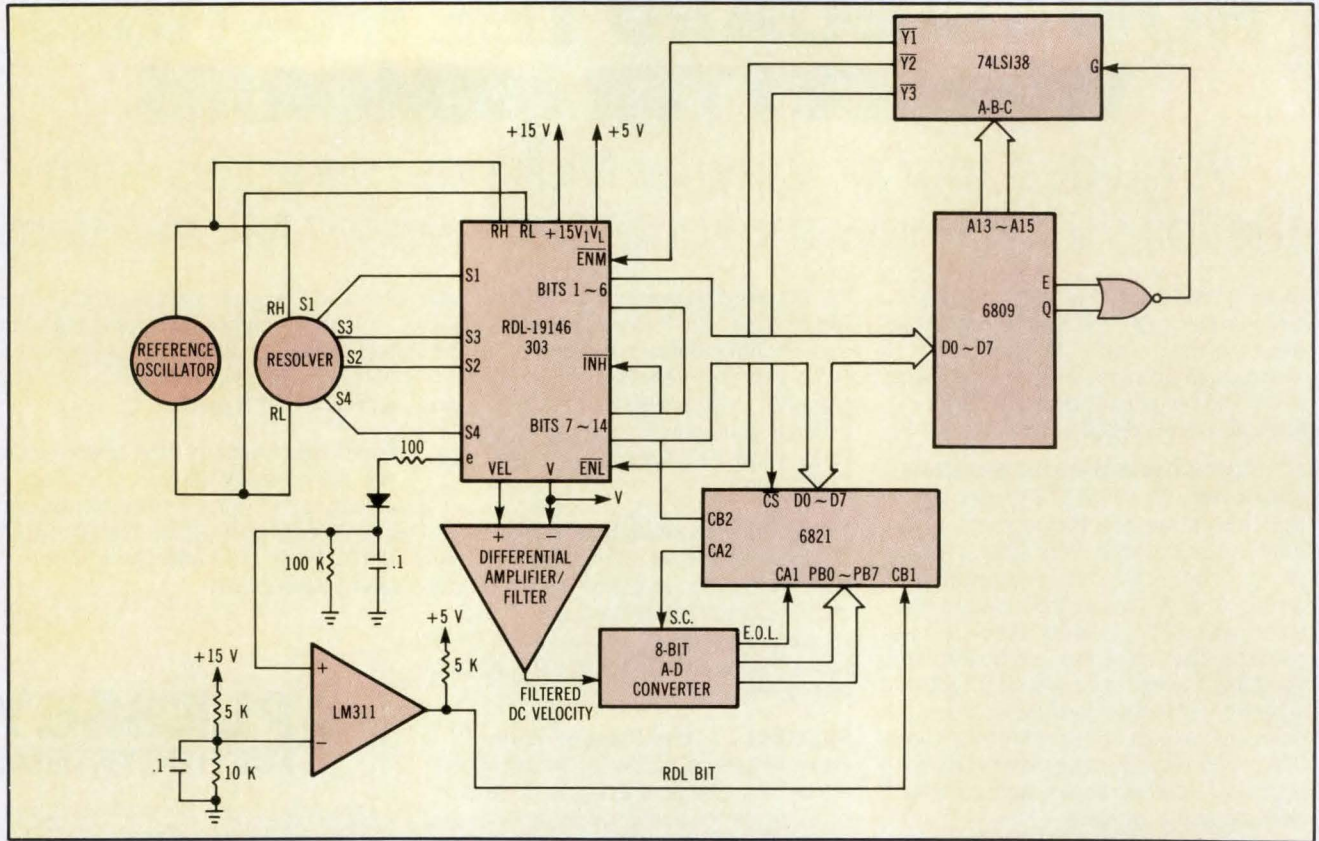 Y1
Y2
Y3
74LS138
G
A-B-C
+15 V
+5 V
RH
RL
+15V₁
V_L
ENM
BITS 1~6
RDL-19146
303
INH
BITS 7~14
ENL
S1
S3
S2
S4
e
VEL
V
V
A13~A15
E
Q
6809
D0~D7
REFERENCE
OSCILLATOR
RH
S1
S3
RESOLVER
S2
S4
RL
100
100 K
.1
+
−
DIFFERENTIAL
AMPLIFIER/
FILTER
CS
D0~D7
CB2
6821
CA2
CA1
PB0~PB7
CB1
S.C.
E.O.L.
8-BIT
A-D
CONVERTER
FILTERED
DC VELOCITY
+5 V
5 K
+15 V
5 K
+
LM311
−
.1
10 K
RDL BIT